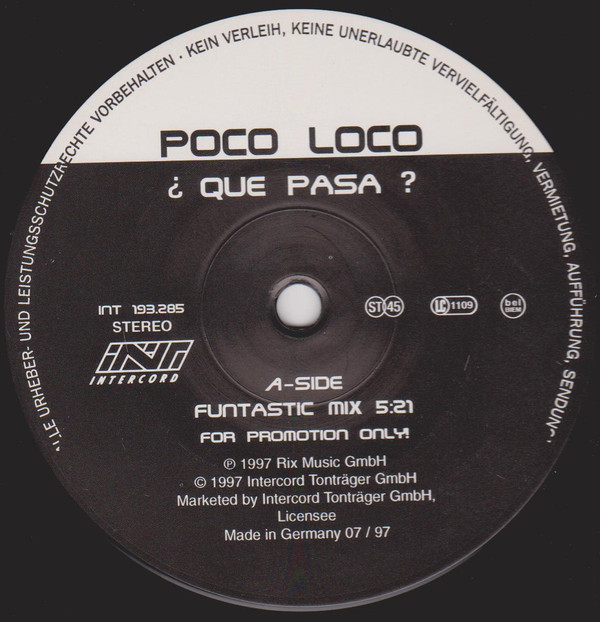 ALLE URHEBER- UND LEISTUNGSSCHUTZRECHTE VORBEHALTEN · KEIN VERLEIH, KEINE UNERLAUBTE VERVIELFÄLTIGUNG, VERMIETUNG, AUFFÜHRUNG, SENDUNG!
POCO LOCO
¿ QUE PASA ?
INT 193.285
STEREO
ST 45
LC 1109
bel
BIEM
INT
INTERCORD
A-SIDE
FUNTASTIC MIX 5:21
FOR PROMOTION ONLY!
℗ 1997 Rix Music GmbH
© 1997 Intercord Tonträger GmbH
Marketed by Intercord Tonträger GmbH,
Licensee
Made in Germany 07 / 97